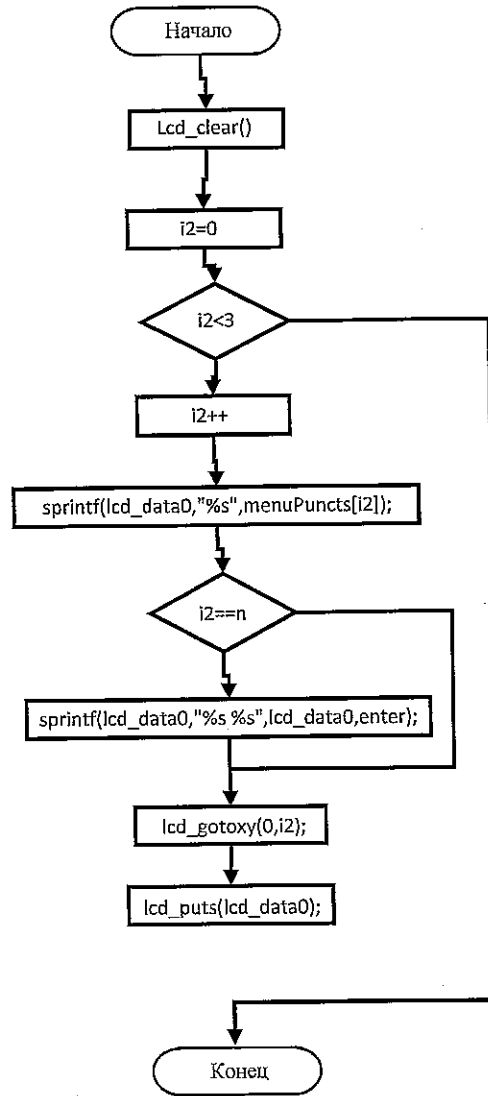 Начало
Lcd_clear()
i2=0
i2<3
i2++
sprintf(lcd_data0,"%s",menuPuncts[i2]);
i2==n
sprintf(lcd_data0,"%s %s",lcd_data0,enter);
lcd_gotoxy(0,i2);
lcd_puts(lcd_data0);
Конец